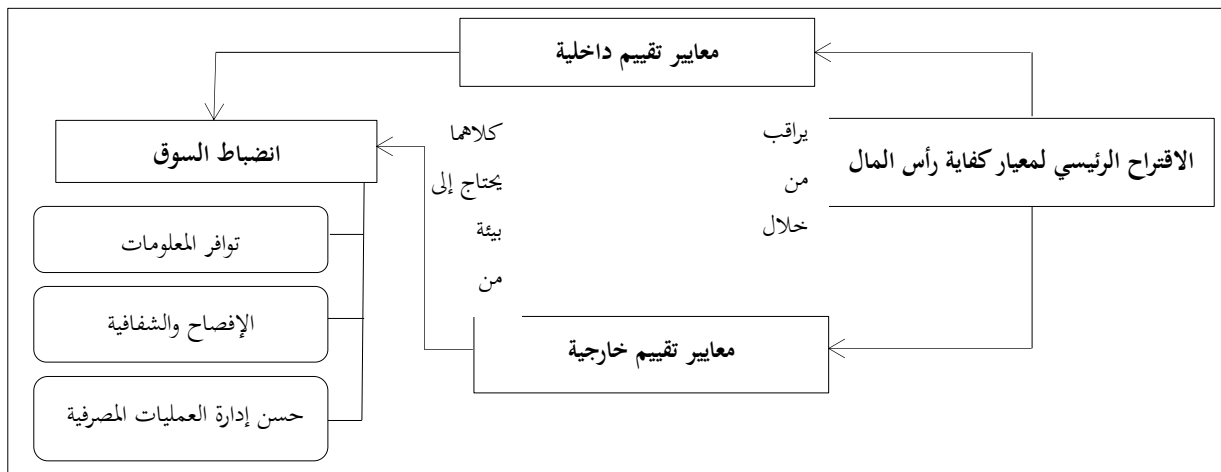 معايير تقييم داخلية
الاقتراح الرئيسي لمعيار كفاية رأس المال
يراقب
من
خلال
كلاهما
يحتاج إلى
بيئة
من
انضباط السوق
توافر المعلومات
الإفصاح والشفافية
حسن إدارة العمليات المصرفية
معايير تقييم خارجية